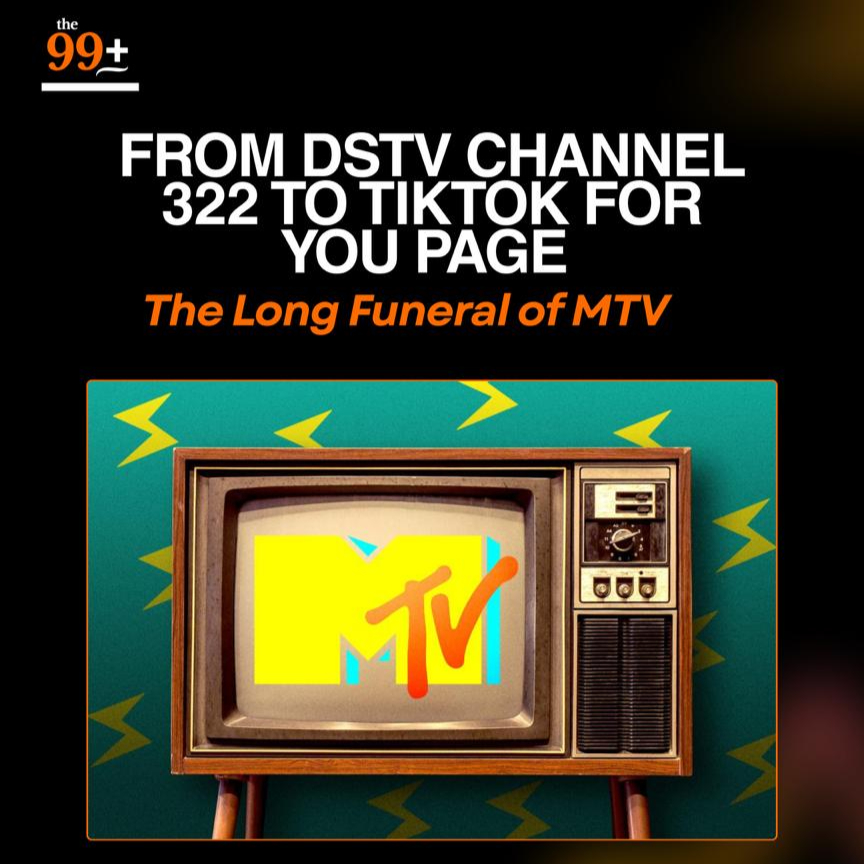 the
99+
FROM DSTV CHANNEL
322 TO TIKTOK FOR
YOU PAGE
The Long Funeral of MTV
MTV